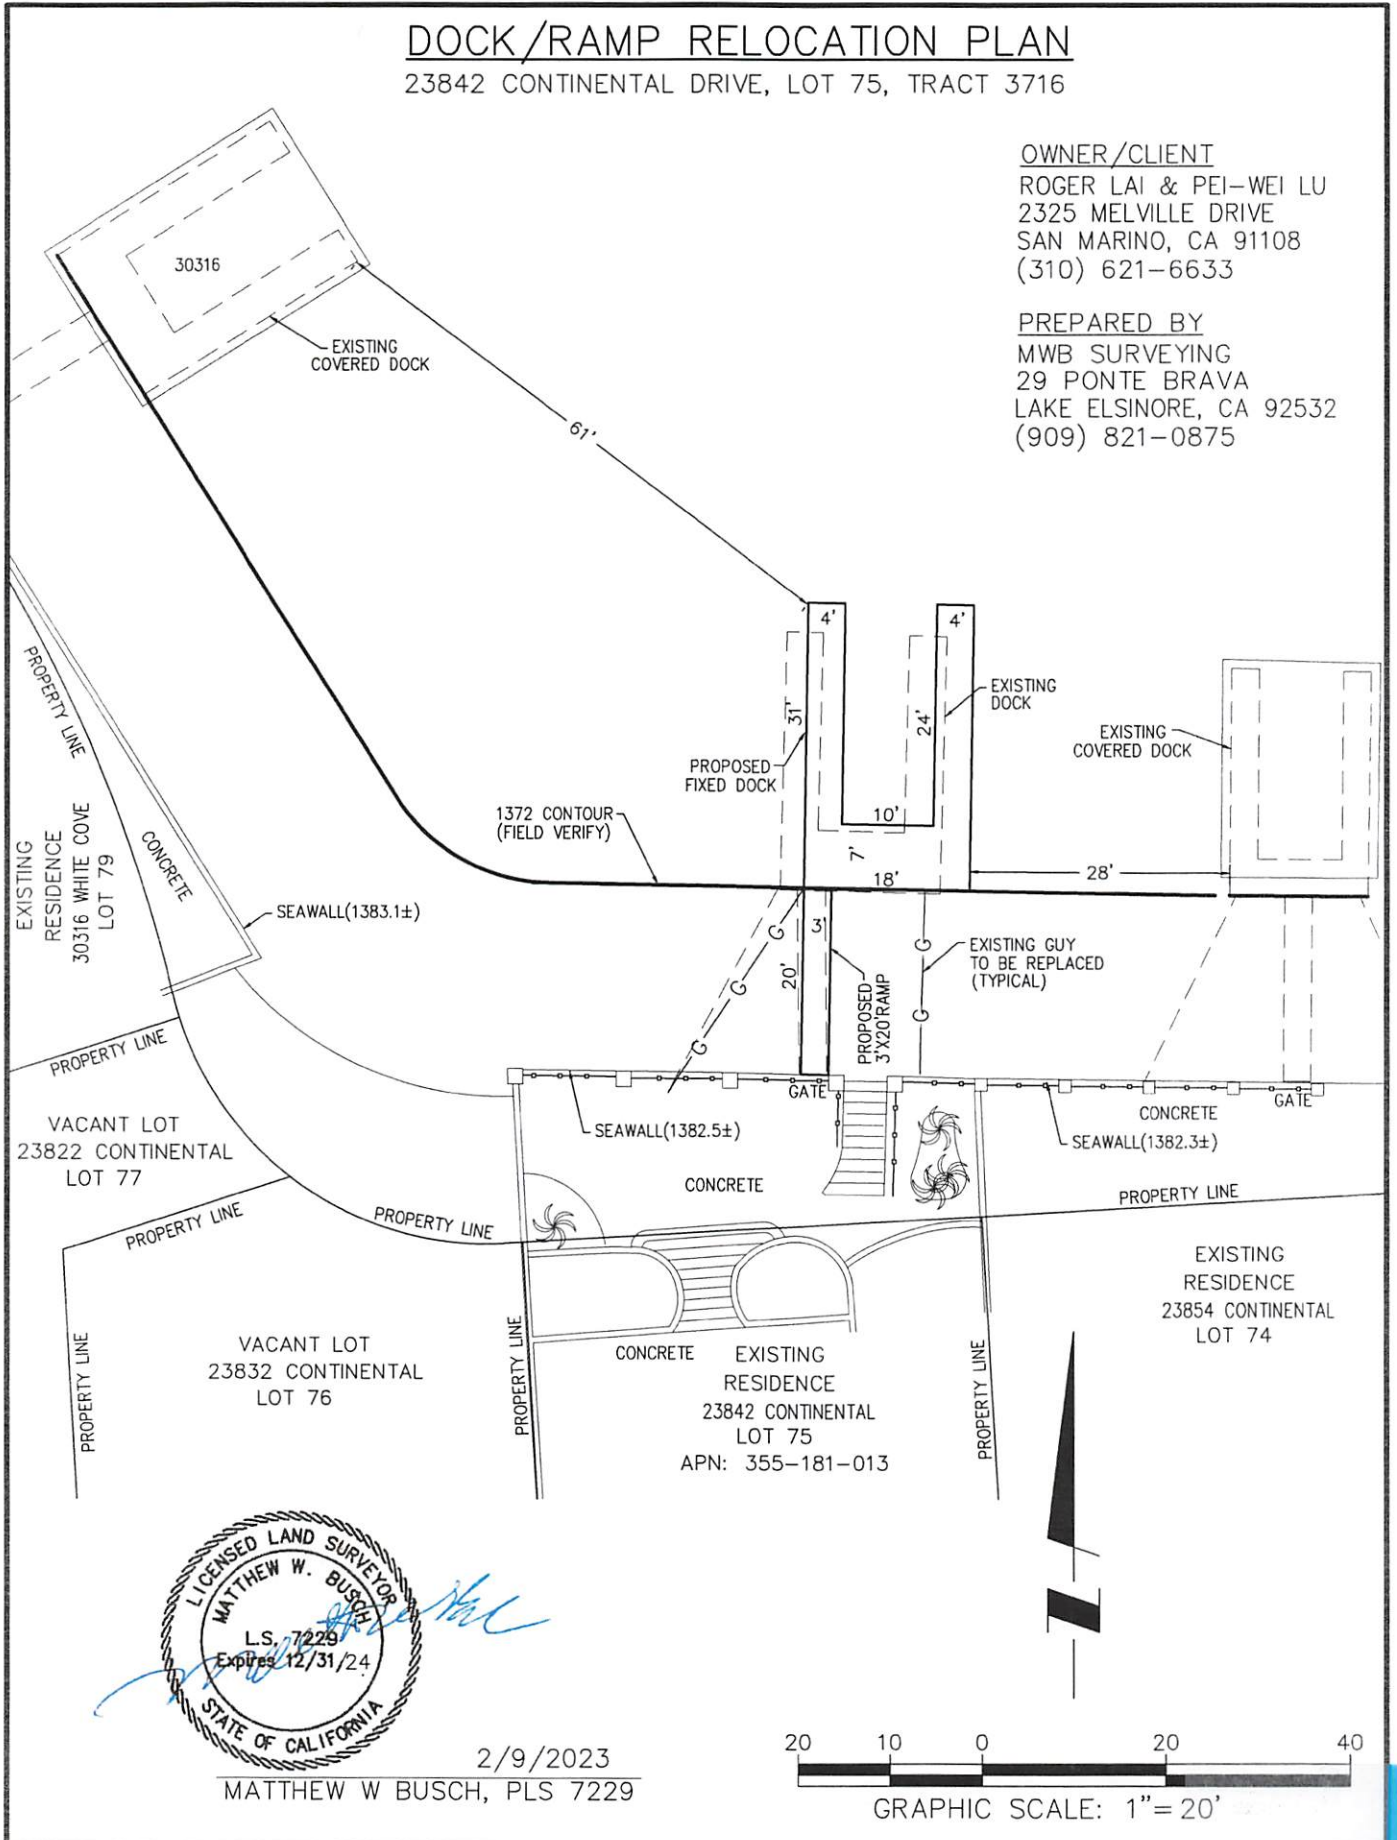 DOCK/RAMP RELOCATION PLAN
23842 CONTINENTAL DRIVE, LOT 75, TRACT 3716
OWNER/CLIENT
ROGER LAI & PEI-WEI LU
2325 MELVILLE DRIVE
SAN MARINO, CA 91108
(310) 621-6633
PREPARED BY
MWB SURVEYING
29 PONTE BRAVA
LAKE ELSINORE, CA 92532
(909) 821-0875
30316
EXISTING
COVERED DOCK
61'
4'
4'
31'
24'
EXISTING
DOCK
PROPOSED
FIXED DOCK
EXISTING
COVERED DOCK
10'
7'
18'
28'
1372 CONTOUR
(FIELD VERIFY)
PROPERTY LINE
EXISTING
RESIDENCE
30316 WHITE COVE
LOT 79
CONCRETE
SEAWALL(1383.1±)
G
G
G
3'
20'
PROPOSED
3'X20'RAMP
G
G
EXISTING GUY
TO BE REPLACED
(TYPICAL)
PROPERTY LINE
GATE
CONCRETE
GATE
SEAWALL(1382.5±)
SEAWALL(1382.3±)
VACANT LOT
23822 CONTINENTAL
LOT 77
CONCRETE
PROPERTY LINE
PROPERTY LINE
PROPERTY LINE
EXISTING
RESIDENCE
23854 CONTINENTAL
LOT 74
PROPERTY LINE
VACANT LOT
23832 CONTINENTAL
LOT 76
PROPERTY LINE
CONCRETE
EXISTING
RESIDENCE
23842 CONTINENTAL
LOT 75
APN: 355-181-013
PROPERTY LINE
LICENSED LAND SURVEYOR
MATTHEW W. BUSCH
L.S. 7229
Expires 12/31/24
STATE OF CALIFORNIA
2/9/2023
MATTHEW W BUSCH, PLS 7229
20 10 0 20 40
GRAPHIC SCALE: 1"=20'